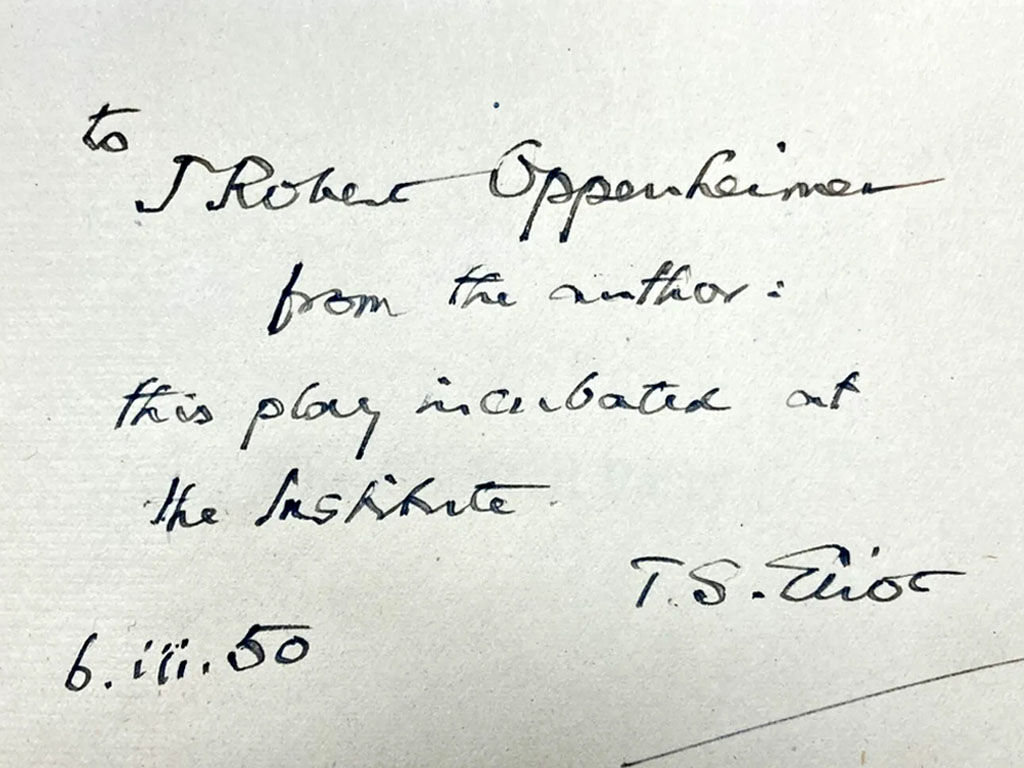 to
J Robert Oppenheimer
from the author:
this play incubated at
the Institute.
T.S. Eliot
6.iii.50